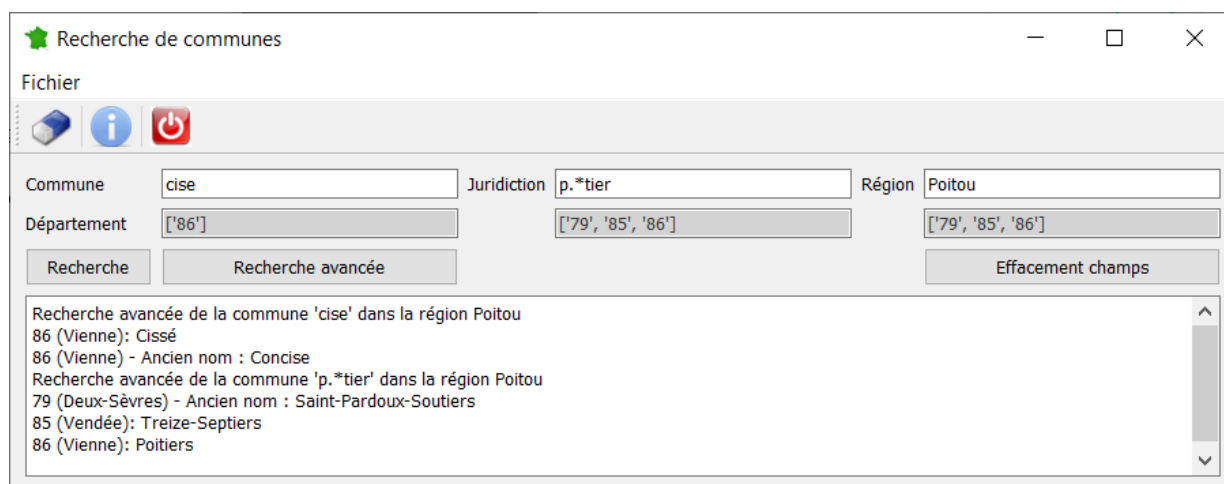 Recherche de communes
Fichier
Commune cise Juridiction p.*tier Région Poitou
Département ['86'] ['79', '85', '86'] ['79', '85', '86']
Recherche Recherche avancée Effacement champs
Recherche avancée de la commune 'cise' dans la région Poitou
86 (Vienne): Cissé
86 (Vienne) - Ancien nom : Concise
Recherche avancée de la commune 'p.*tier' dans la région Poitou
79 (Deux-Sèvres) - Ancien nom : Saint-Pardoux-Soutiers
85 (Vendée): Treize-Septiers
86 (Vienne): Poitiers